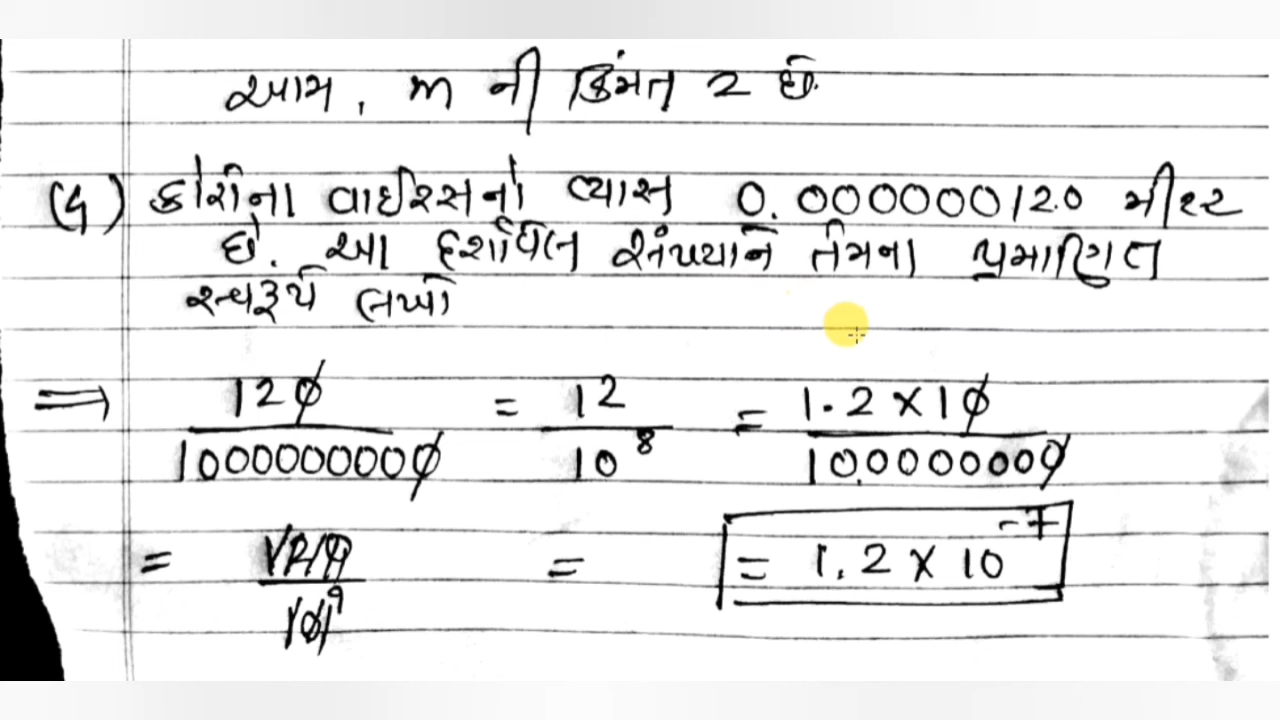 આમ, m ની કિંમત 2 છે.
(૫) કોરોના વાઈરસનો વ્યાસ 0.000000120 મીટર
છે. આ દર્શાવેલ સંખ્યાને તેમના પ્રમાણિત
સ્વરૂપે લખો
⇒ 120/1000000000 = 12/10⁸ = 1.2 × 10/100000000
= = = 1.2 × 10⁻⁷